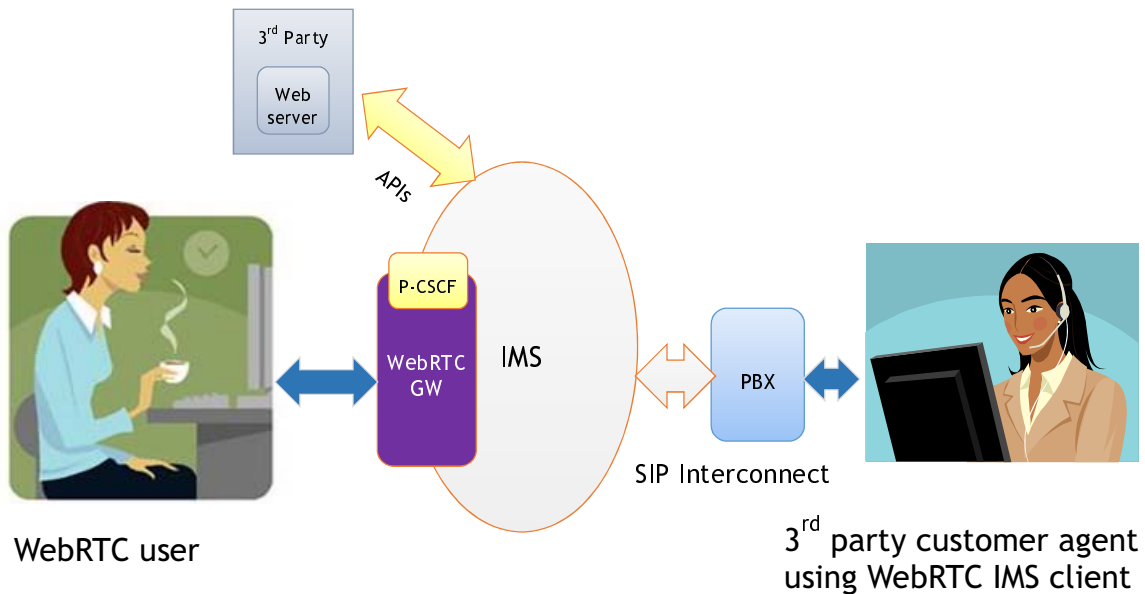 3rd Party
Web
server
APIs
P-CSCF
WebRTC
GW
IMS
PBX
SIP Interconnect
WebRTC user
3rd party customer agent
using WebRTC IMS client